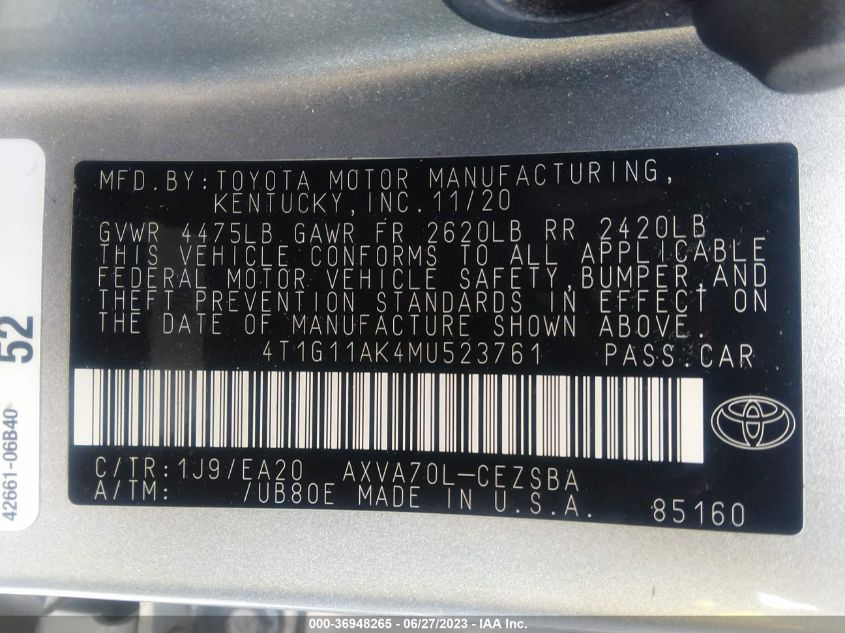 MFD.BY:TOYOTA MOTOR MANUFACTURING,
KENTUCKY,INC.11/20
GVWR 4475LB GAWR FR 2620LB RR 2420LB
THIS VEHICLE CONFORMS TO ALL APPLICABLE
FEDERAL MOTOR VEHICLE SAFETY,BUMPER,AND
THEFT PREVENTION STANDARDS IN EFFECT ON
THE DATE OF MANUFACTURE SHOWN ABOVE.
4T1G11AK4MU523761 PASS.CAR
C/TR:1J9/EA20 AXVA70L-CEZSBA
A/TM: /UB80E MADE IN U.S.A. 85160
52
42661-06B40
000-36948265 - 06/27/2023 - IAA Inc.